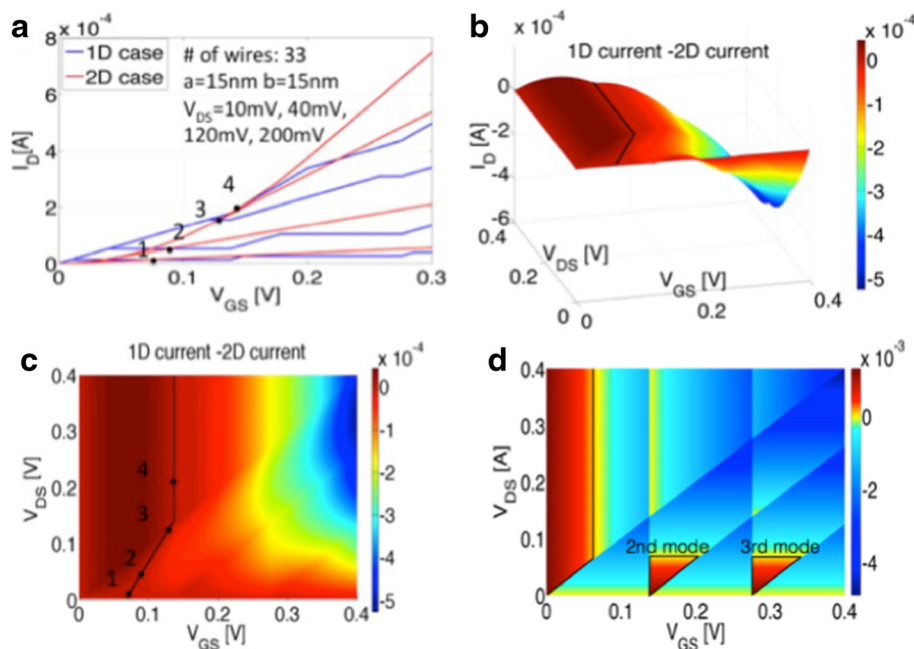 a
x 10⁻⁴
8
6
4
2
0
I_D[A]
1D case
2D case
# of wires: 33
a=15nm b=15nm
V_DS=10mV, 40mV,
120mV, 200mV
1
2
3
4
0
0.1
0.2
0.3
V_GS [V]
b
1D current -2D current
x 10⁻⁴
0
-2
-4
-6
I_D [A]
0.4
0.2
0
V_DS [V]
0
0.2
0.4
V_GS [V]
0
-1
-2
-3
-4
-5
c
1D current -2D current
x 10⁻⁴
0.4
0.3
0.2
0.1
0
V_DS [V]
1
2
3
4
0
0.1
0.2
0.3
0.4
V_GS [V]
0
-1
-2
-3
-4
-5
d
x 10⁻³
0.4
0.3
0.2
0.1
0
V_DS [A]
2nd mode
3rd mode
0
0.1
0.2
0.3
0.4
V_GS [V]
0
-2
-4